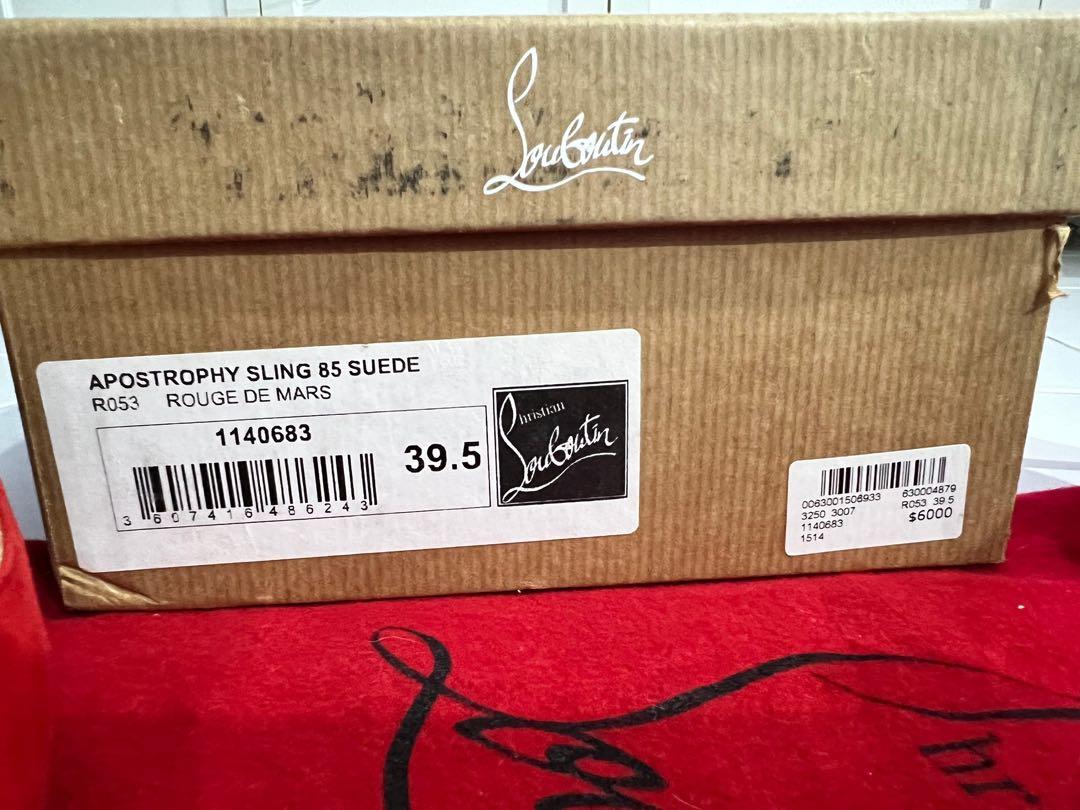 Louboutin
APOSTROPHY SLING 85 SUEDE
R053 ROUGE DE MARS
1140683
39.5
3 607416 486243
Christian
Louboutin
0063001506933 630004879
3250 3007 R053 39.5
1140683 $6000
1514